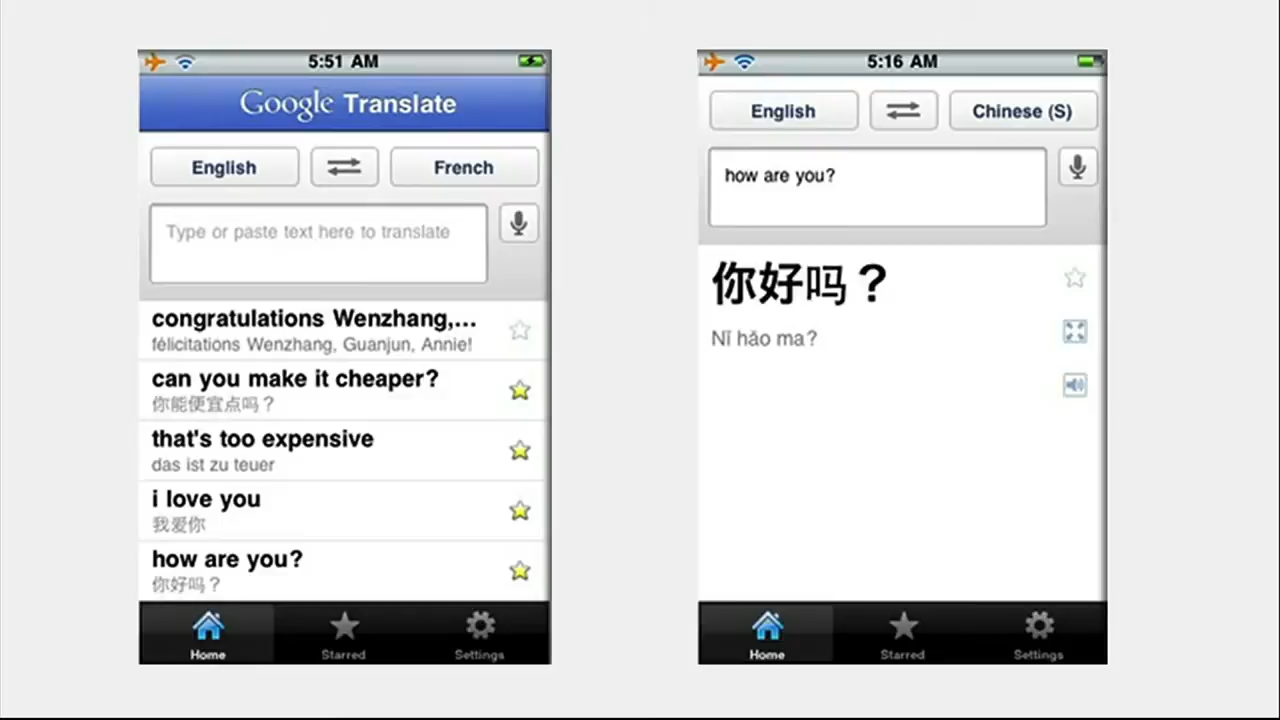 5:51 AM
Google Translate
English
French
Type or paste text here to translate
congratulations Wenzhang,...
félicitations Wenzhang, Guanjun, Annie!
can you make it cheaper?
你能便宜点吗？
that's too expensive
das ist zu teuer
i love you
我爱你
how are you?
你好吗？
Home
Starred
Settings
5:16 AM
English
Chinese (S)
how are you?
你好吗？
Nǐ hǎo ma?
Home
Starred
Settings